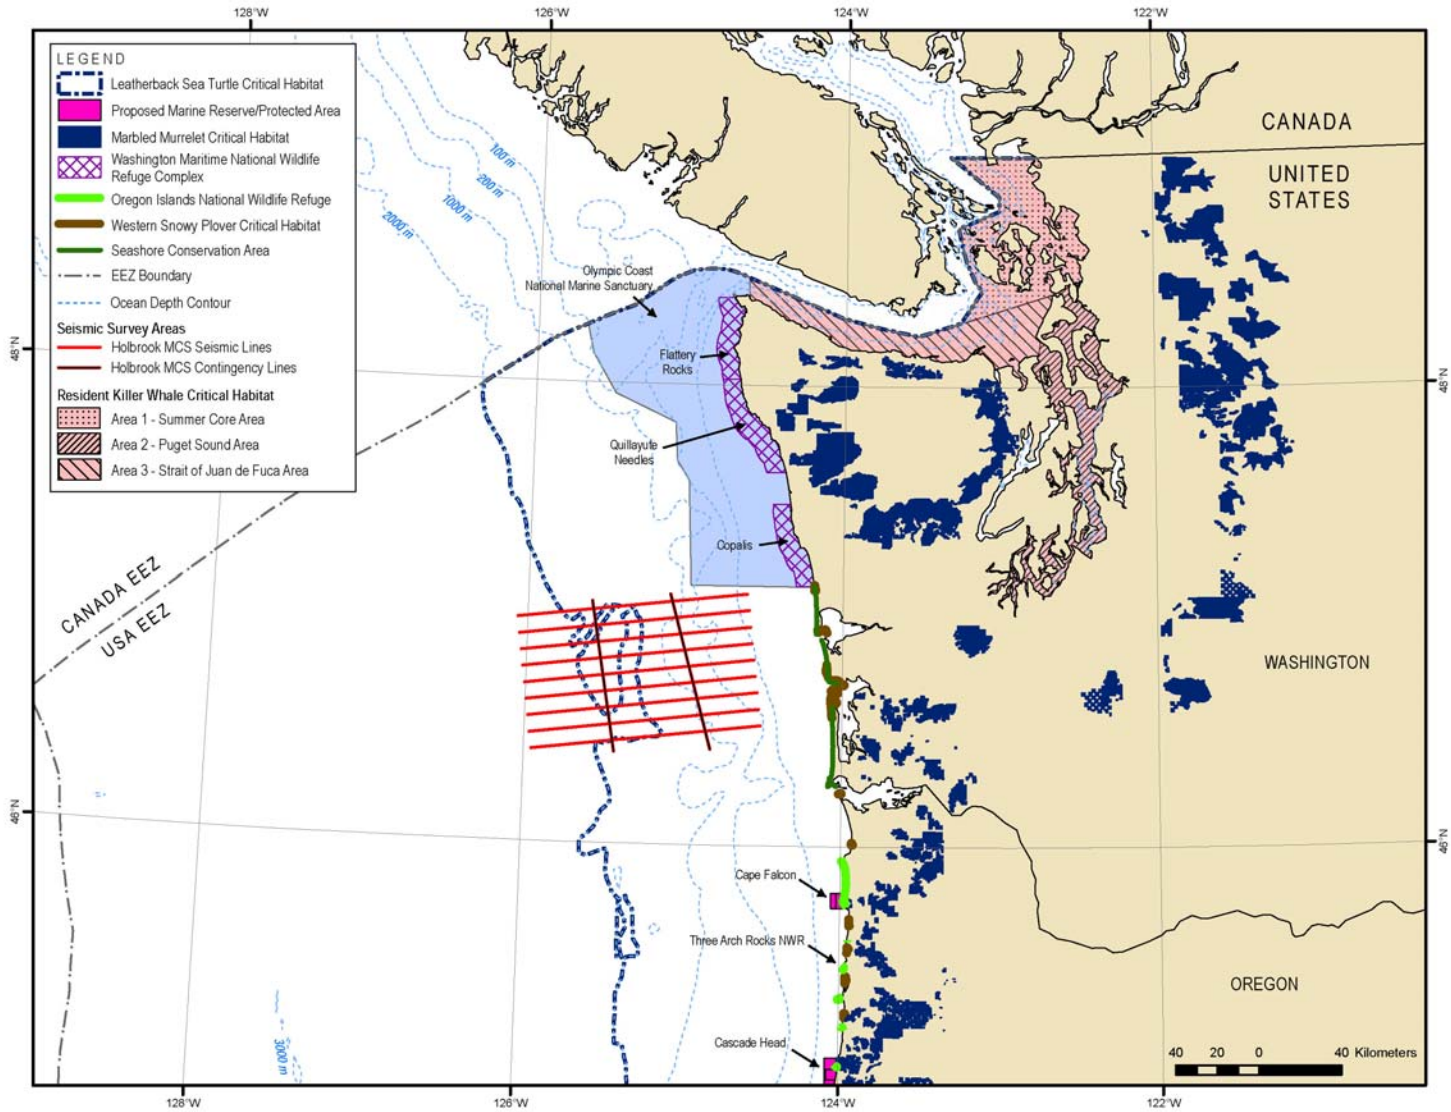 128°W 126°W 124°W 122°W
LEGEND
Leatherback Sea Turtle Critical Habitat
Proposed Marine Reserve/Protected Area
Marbled Murrelet Critical Habitat
Washington Maritime National Wildlife
Refuge Complex
Oregon Islands National Wildlife Refuge
Western Snowy Plover Critical Habitat
Seashore Conservation Area
EEZ Boundary
Ocean Depth Contour
Seismic Survey Areas
Holbrook MCS Seismic Lines
Holbrook MCS Contingency Lines
Resident Killer Whale Critical Habitat
Area 1 - Summer Core Area
Area 2 - Puget Sound Area
Area 3 - Strait of Juan de Fuca Area
100 m
200 m
1000 m
2000 m
CANADA
UNITED
STATES
Olympic Coast
National Marine Sanctuary
48°N
48°N
Flattery
Rocks
Quillayute
Needles
Copalis
CANADA EEZ
USA EEZ
WASHINGTON
46°N
46°N
Cape Falcon
Three Arch Rocks NWR
OREGON
Cascade Head
3000 m
40 20 0 40 Kilometers
128°W 126°W 124°W 122°W